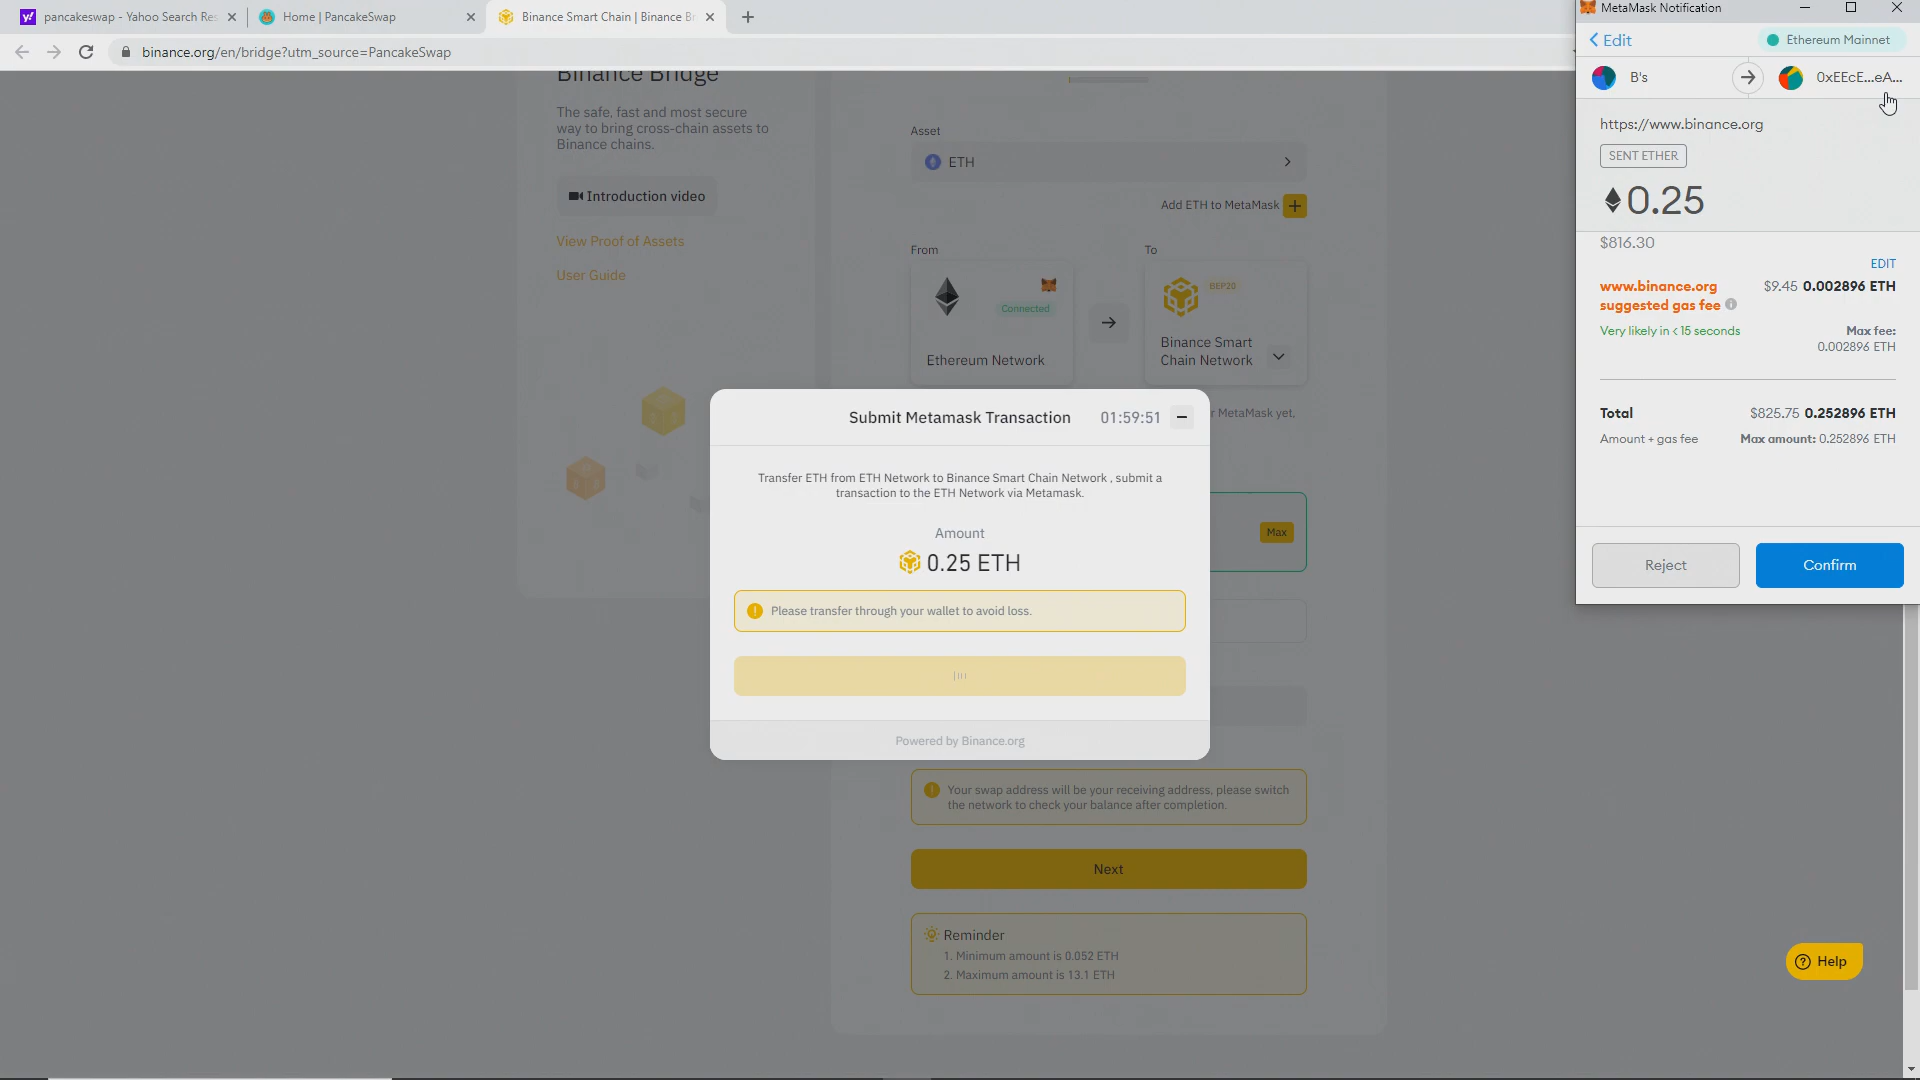 pancakeswap - Yahoo Search Res
Home | PancakeSwap
Binance Smart Chain | Binance Br
binance.org/en/bridge?utm_source=PancakeSwap
Binance Bridge
The safe, fast and most secure
way to bring cross-chain assets to
Binance chains.
Introduction video
View Proof of Assets
User Guide
Asset
ETH
Add ETH to MetaMask
From
To
Connected
Ethereum Network
BEP20
Binance Smart
Chain Network
r MetaMask yet.
Max
Submit Metamask Transaction
01:59:51
Transfer ETH from ETH Network to Binance Smart Chain Network , submit a
transaction to the ETH Network via Metamask.
Amount
0.25 ETH
Please transfer through your wallet to avoid loss.
Powered by Binance.org
Your swap address will be your receiving address, please switch
the network to check your balance after completion.
Next
Reminder
1. Minimum amount is 0.052 ETH
2. Maximum amount is 13.1 ETH
Help
MetaMask Notification
Edit
Ethereum Mainnet
B's
0xEEcE...eA...
https://www.binance.org
SENT ETHER
0.25
$816.30
EDIT
www.binance.org $9.45 0.002896 ETH
suggested gas fee
Very likely in < 15 seconds
Max fee:
0.002896 ETH
Total $825.75 0.252896 ETH
Amount + gas fee Max amount: 0.252896 ETH
Reject
Confirm